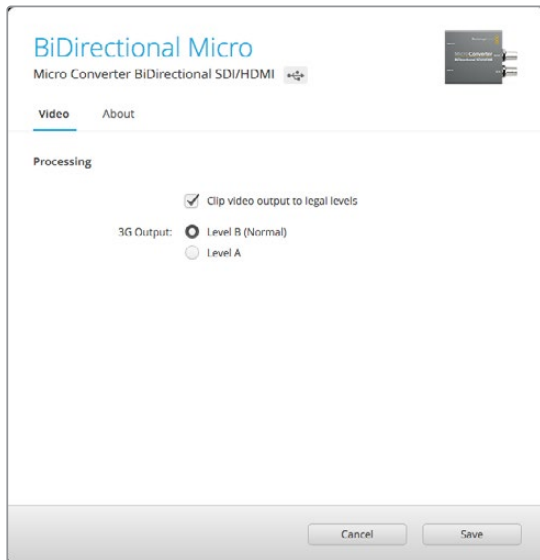 BiDirectional Micro
Micro Converter BiDirectional SDI/HDMI
Video
About
Processing
Clip video output to legal levels
3G Output:
Level B (Normal)
Level A
Cancel
Save